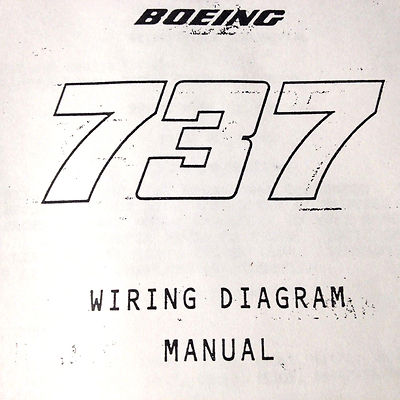 BOEING
737
WIRING DIAGRAM
MANUAL